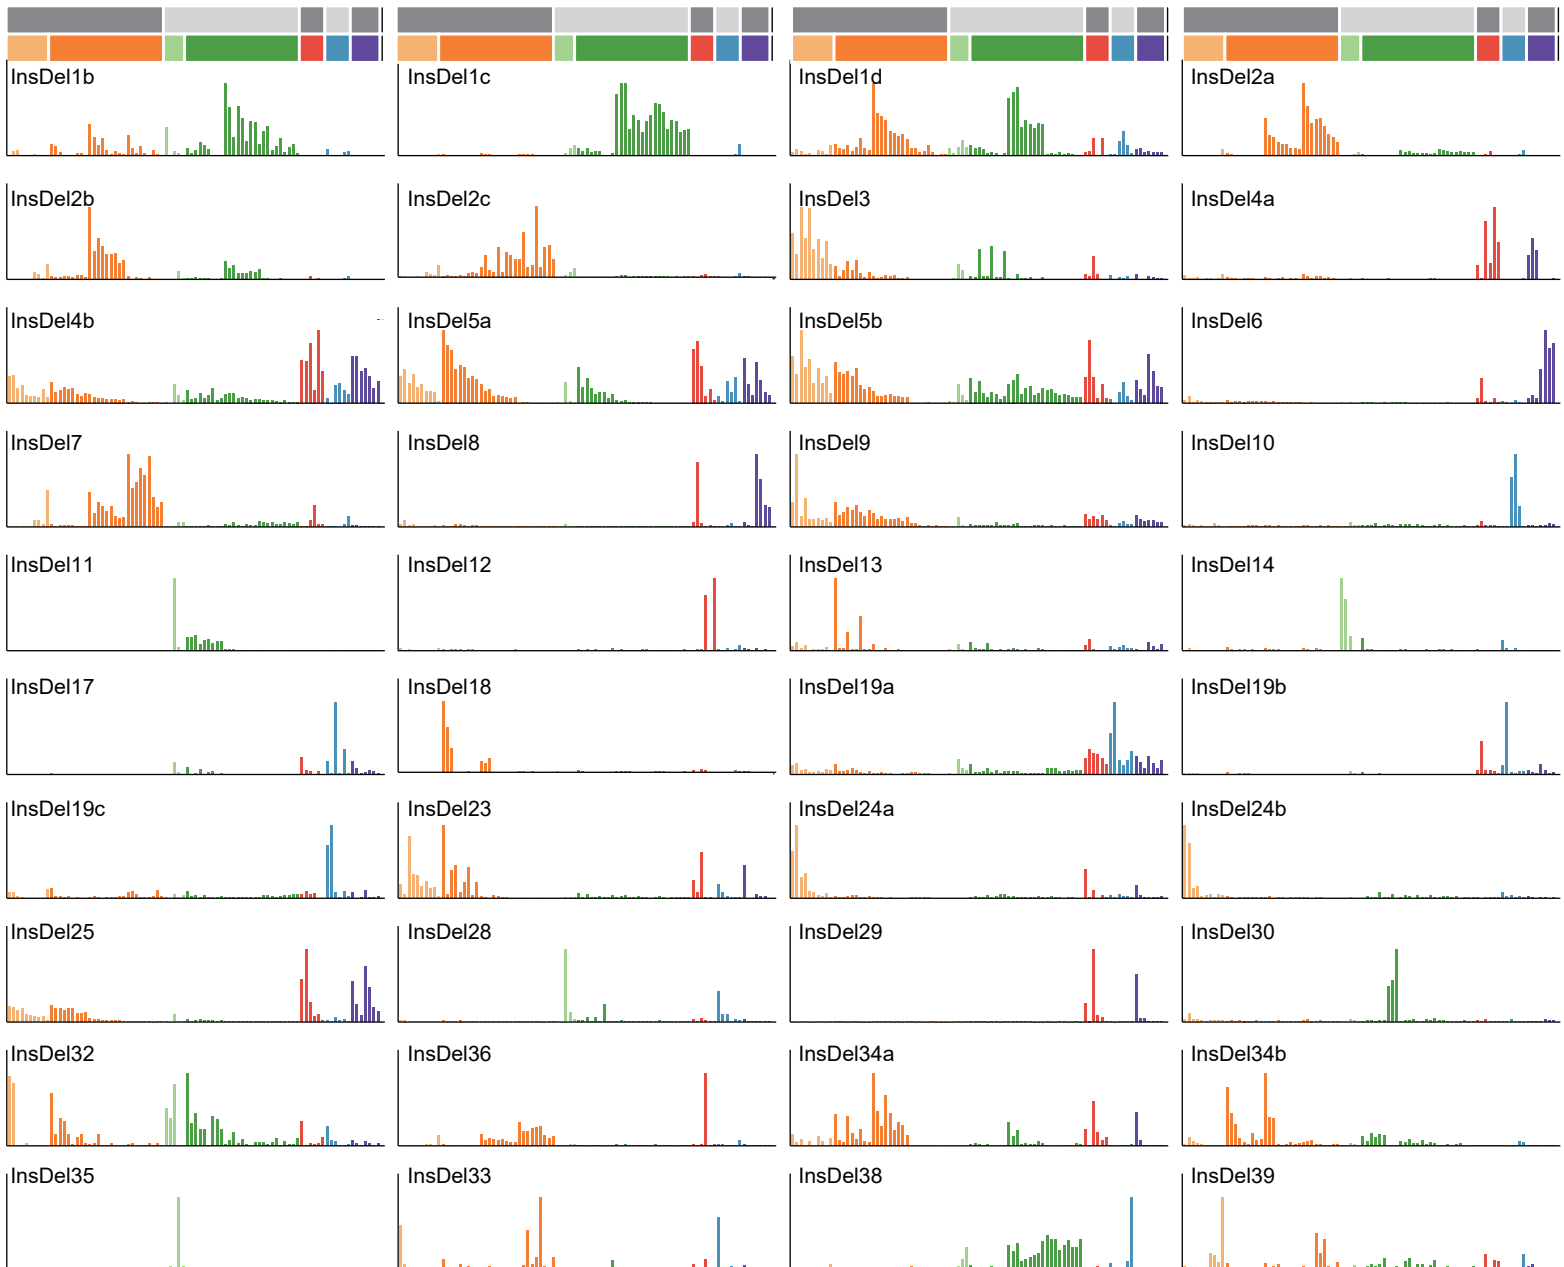 InsDel1b InsDel1c InsDel1d InsDel2a
InsDel2b InsDel2c InsDel3 InsDel4a
InsDel4b InsDel5a InsDel5b InsDel6
InsDel7 InsDel8 InsDel9 InsDel10
InsDel11 InsDel12 InsDel13 InsDel14
InsDel17 InsDel18 InsDel19a InsDel19b
InsDel19c InsDel23 InsDel24a InsDel24b
InsDel25 InsDel28 InsDel29 InsDel30
InsDel32 InsDel36 InsDel34a InsDel34b
InsDel35 InsDel33 InsDel38 InsDel39